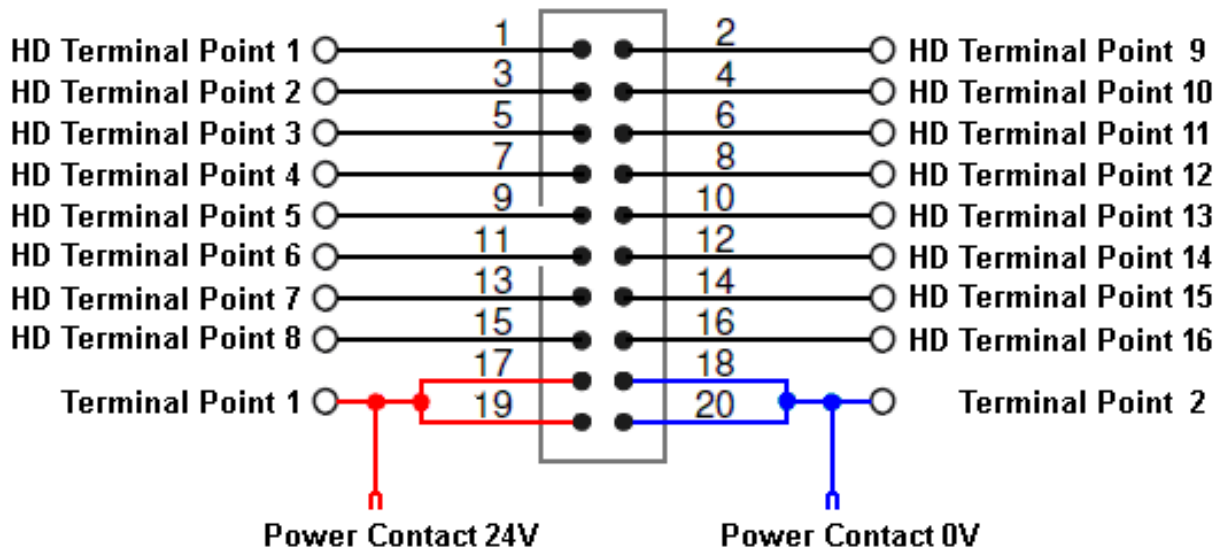 HD Terminal Point 1 1 2 HD Terminal Point 9
HD Terminal Point 2 3 4 HD Terminal Point 10
HD Terminal Point 3 5 6 HD Terminal Point 11
HD Terminal Point 4 7 8 HD Terminal Point 12
HD Terminal Point 5 9 10 HD Terminal Point 13
HD Terminal Point 6 11 12 HD Terminal Point 14
HD Terminal Point 7 13 14 HD Terminal Point 15
HD Terminal Point 8 15 16 HD Terminal Point 16
17 18
Terminal Point 1 19 20 Terminal Point 2
Power Contact 24V Power Contact 0V